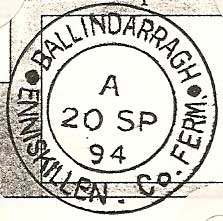 BALLINDARRAGH
A
20 SP
94
ENNISKILLEN. Co. FERM.